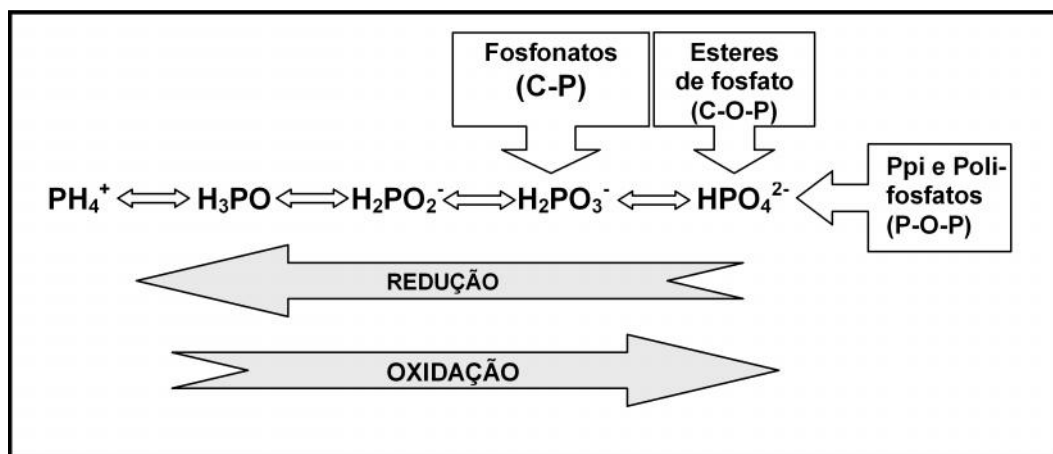 Fosfonatos
(C-P)
Esteres
de fosfato
(C-O-P)
Ppi e Poli-
fosfatos
(P-O-P)
PH₄⁺ ⇔ H₃PO ⇔ H₂PO₂⁻ ⇔ H₂PO₃⁻ ⇔ HPO₄²⁻
REDUÇÃO
OXIDAÇÃO